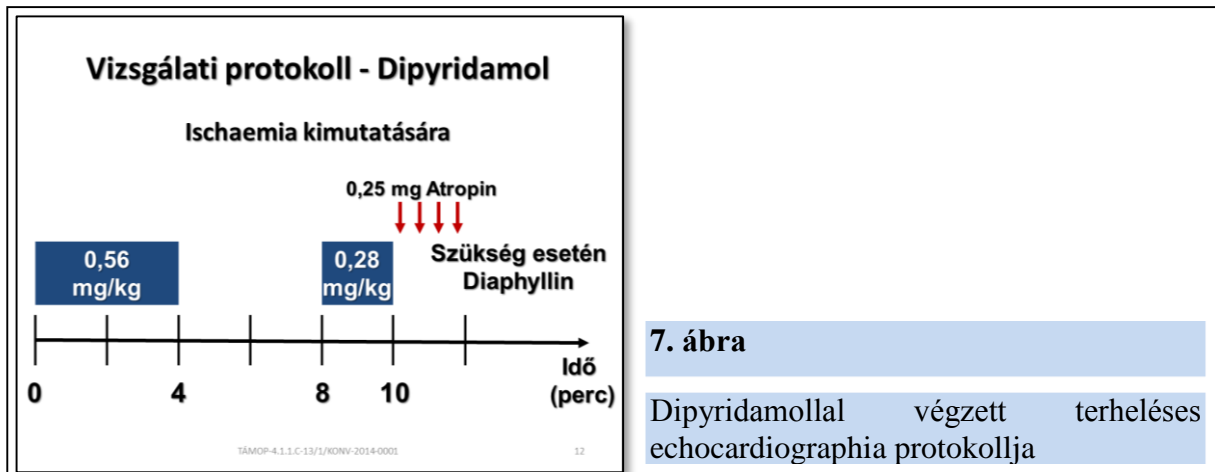 Vizsgálati protokoll - Dipyridamol
Ischaemia kimutatására
0,25 mg Atropin
0,56
mg/kg
0,28
mg/kg
Szükség esetén
Diaphyllin
0 4 8 10
Idő
(perc)
TÁMOP-4.1.1.C-13/1/KONV-2014-0001 12
7. ábra
Dipyridamollal végzett terheléses
echocardiographia protokollja